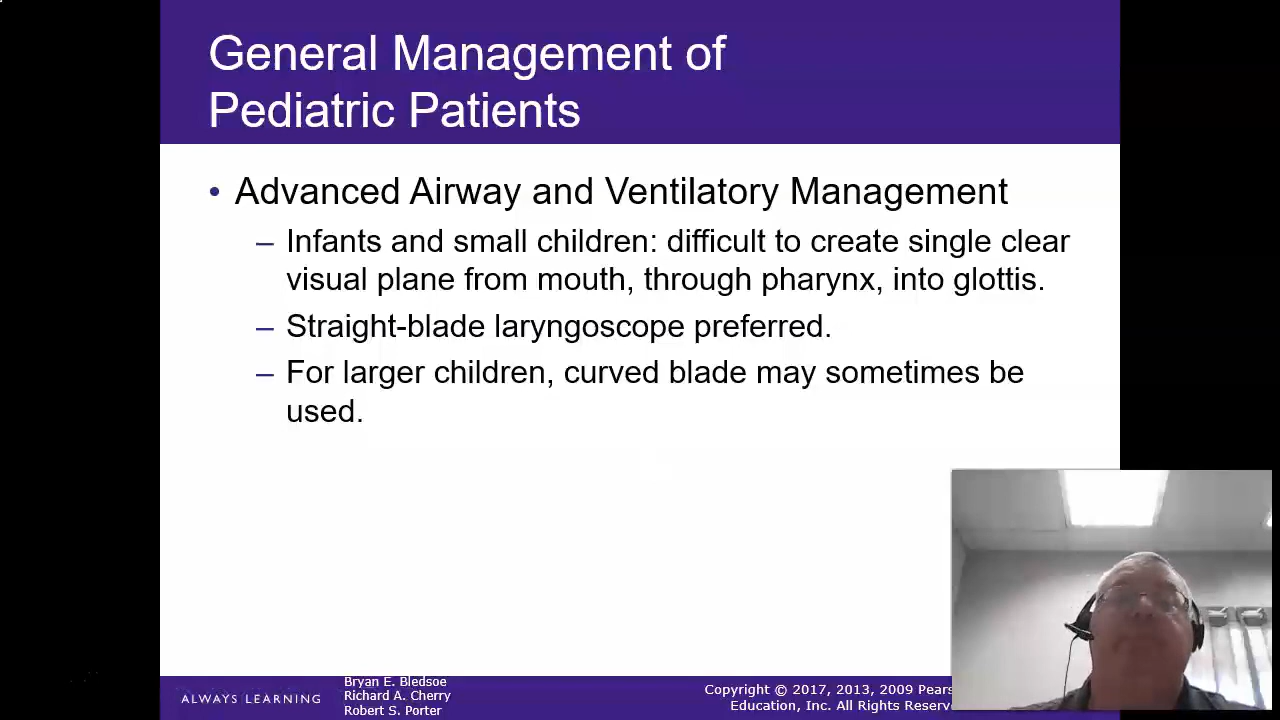 General Management of
Pediatric Patients
• Advanced Airway and Ventilatory Management
– Infants and small children: difficult to create single clear
visual plane from mouth, through pharynx, into glottis.
– Straight-blade laryngoscope preferred.
– For larger children, curved blade may sometimes be
used.
ALWAYS LEARNING
Bryan E. Bledsoe
Richard A. Cherry
Robert S. Porter
Copyright © 2017, 2013, 2009 Pears
Education, Inc. All Rights Reserve